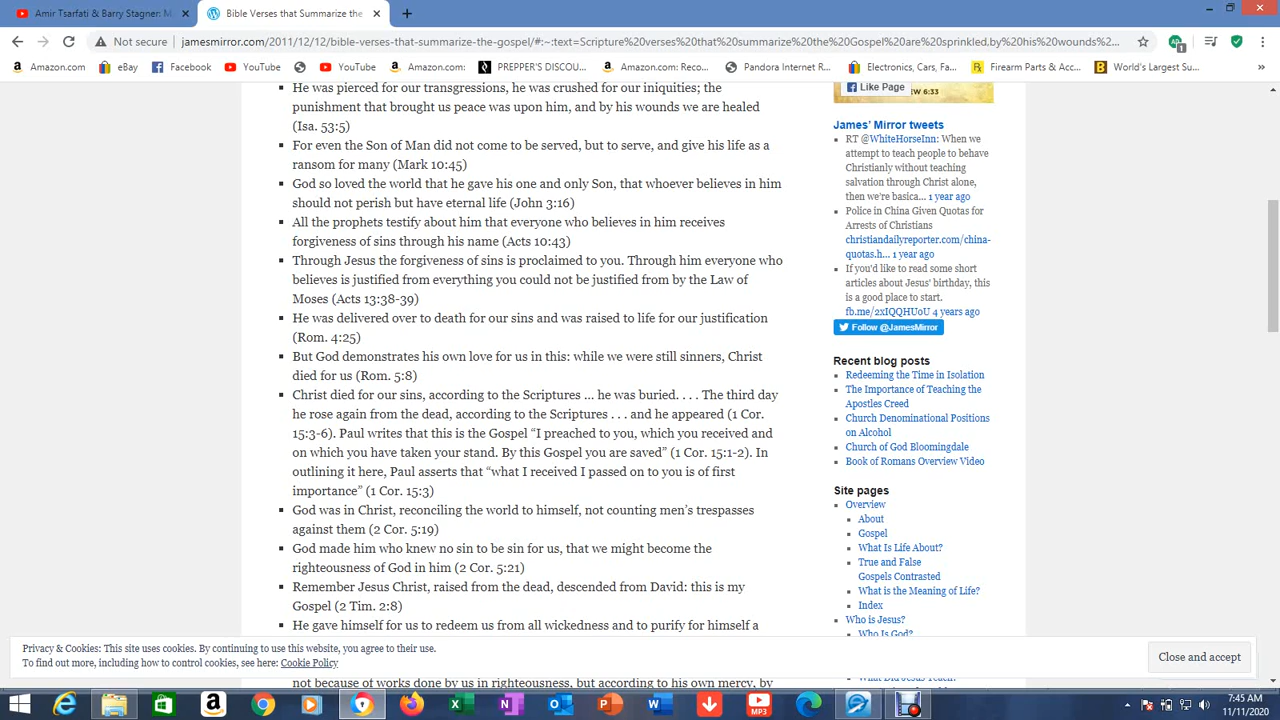 Amir Tsarfati & Barry Stagner: M
Bible Verses that Summarize the
Not secure
jamesmirror.com/2011/12/12/bible-verses-that-summarize-the-gospel/#:~:text=Scripture%20verses%20that%20summarize%20the%20Gospel%20are%20sprinkled,by%20his%20wounds%2...
Amazon.com
eBay
Facebook
YouTube
YouTube
Amazon.com:
PREPPER'S DISCOU...
Amazon.com: Reco...
Pandora Internet R...
Electronics, Cars, Fa...
Firearm Parts & Acc...
World's Largest Su...
He was pierced for our transgressions, he was crushed for our iniquities; the
punishment that brought us peace was upon him, and by his wounds we are healed
(Isa. 53:5)
For even the Son of Man did not come to be served, but to serve, and give his life as a
ransom for many (Mark 10:45)
God so loved the world that he gave his one and only Son, that whoever believes in him
should not perish but have eternal life (John 3:16)
All the prophets testify about him that everyone who believes in him receives
forgiveness of sins through his name (Acts 10:43)
Through Jesus the forgiveness of sins is proclaimed to you. Through him everyone who
believes is justified from everything you could not be justified from by the Law of
Moses (Acts 13:38-39)
He was delivered over to death for our sins and was raised to life for our justification
(Rom. 4:25)
But God demonstrates his own love for us in this: while we were still sinners, Christ
died for us (Rom. 5:8)
Christ died for our sins, according to the Scriptures ... he was buried. . . . The third day
he rose again from the dead, according to the Scriptures . . . and he appeared (1 Cor.
15:3-6). Paul writes that this is the Gospel “I preached to you, which you received and
on which you have taken your stand. By this Gospel you are saved” (1 Cor. 15:1-2). In
outlining it here, Paul asserts that “what I received I passed on to you is of first
importance” (1 Cor. 15:3)
God was in Christ, reconciling the world to himself, not counting men’s trespasses
against them (2 Cor. 5:19)
God made him who knew no sin to be sin for us, that we might become the
righteousness of God in him (2 Cor. 5:21)
Remember Jesus Christ, raised from the dead, descended from David: this is my
Gospel (2 Tim. 2:8)
He gave himself for us to redeem us from all wickedness and to purify for himself a
not because of works done by us in righteousness, but according to his own mercy, by
Like Page
EW 6:33
James’ Mirror tweets
RT @WhiteHorseInn: When we
attempt to teach people to behave
Christianly without teaching
salvation through Christ alone,
then we're basica... 1 year ago
Police in China Given Quotas for
Arrests of Christians
christiandailyreporter.com/china-
quotas.h... 1 year ago
If you'd like to read some short
articles about Jesus' birthday, this
is a good place to start.
fb.me/2xIQQHU0U 4 years ago
Follow @JamesMirror
Recent blog posts
Redeeming the Time in Isolation
The Importance of Teaching the
Apostles Creed
Church Denominational Positions
on Alcohol
Church of God Bloomingdale
Book of Romans Overview Video
Site pages
Overview
About
Gospel
What Is Life About?
True and False
Gospels Contrasted
What is the Meaning of Life?
Index
Who is Jesus?
Who Is God?
What Did Jesus Teach?
Privacy & Cookies: This site uses cookies. By continuing to use this website, you agree to their use.
To find out more, including how to control cookies, see here: Cookie Policy
Close and accept
MP3
7:45 AM
11/11/2020